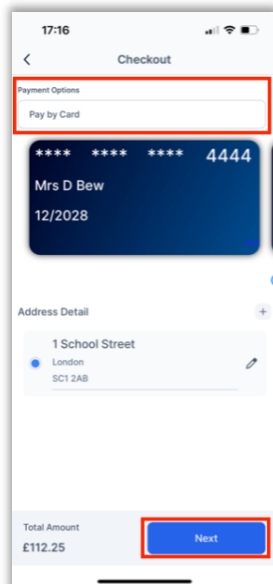 17:16
Checkout
Payment Options
Pay by Card
**** **** **** 4444
Mrs D Bew
12/2028
Address Detail +
1 School Street
London
SC1 2AB
Total Amount
£112.25
Next